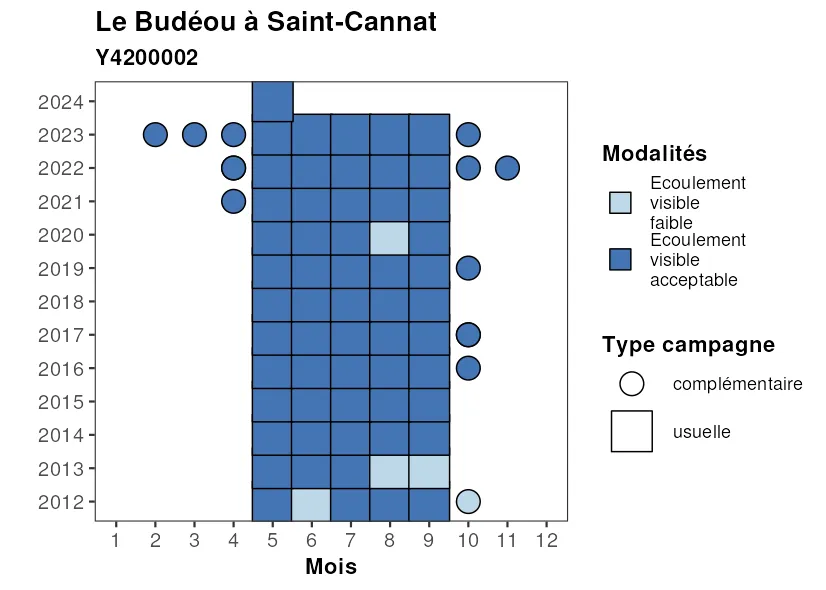 Le Budéou à Saint-Cannat
Y4200002
2024
2023
2022
2021
2020
2019
2018
2017
2016
2015
2014
2013
2012
1 2 3 4 5 6 7 8 9 10 11 12
Mois
Modalités
Ecoulement
visible
faible
Ecoulement
visible
acceptable
Type campagne
complémentaire
usuelle